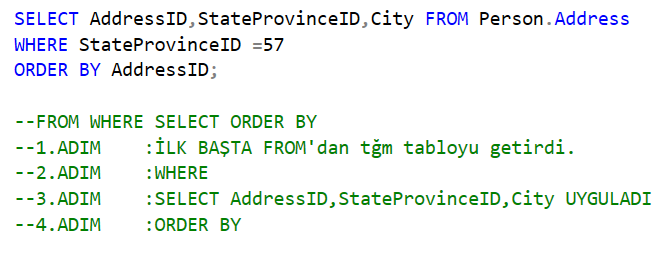 SELECT AddressID,StateProvinceID,City FROM Person.Address
WHERE StateProvinceID =57
ORDER BY AddressID;
--FROM WHERE SELECT ORDER BY
--1.ADIM    :İLK BAŞTA FROM'dan tğm tabloyu getirdi.
--2.ADIM    :WHERE
--3.ADIM    :SELECT AddressID,StateProvinceID,City UYGULADI
--4.ADIM    :ORDER BY